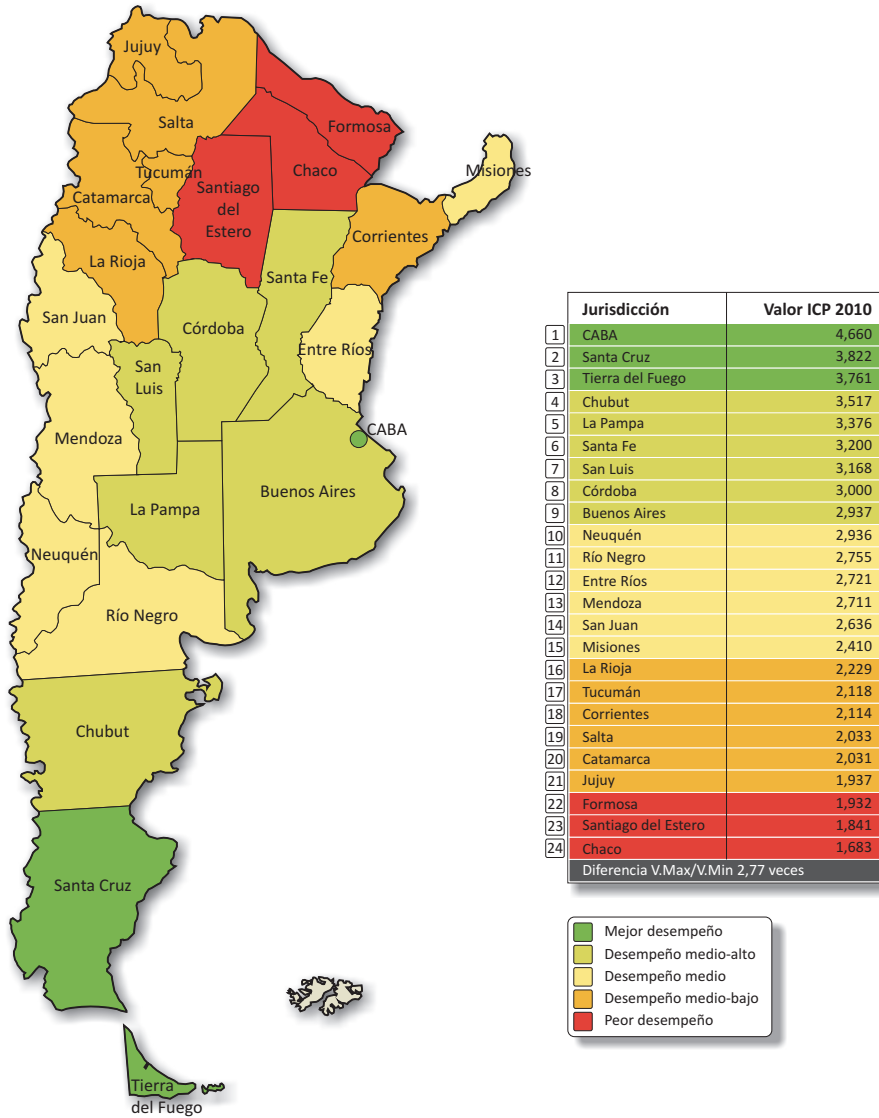 Jujuy
Salta
Formosa
Chaco
Misiones
Tucumán
Catamarca
Santiago
del
Estero
Corrientes
La Rioja
Santa Fe
San Juan
Córdoba
Entre Ríos
San
Luis
Mendoza
CABA
Buenos Aires
La Pampa
Neuquén
Río Negro
Chubut
Santa Cruz
Tierra
del Fuego
Jurisdicción Valor ICP 2010
1 CABA 4,660
2 Santa Cruz 3,822
3 Tierra del Fuego 3,761
4 Chubut 3,517
5 La Pampa 3,376
6 Santa Fe 3,200
7 San Luis 3,168
8 Córdoba 3,000
9 Buenos Aires 2,937
10 Neuquén 2,936
11 Río Negro 2,755
12 Entre Ríos 2,721
13 Mendoza 2,711
14 San Juan 2,636
15 Misiones 2,410
16 La Rioja 2,229
17 Tucumán 2,118
18 Corrientes 2,114
19 Salta 2,033
20 Catamarca 2,031
21 Jujuy 1,937
22 Formosa 1,932
23 Santiago del Estero 1,841
24 Chaco 1,683
Diferencia V.Max/V.Min 2,77 veces
Mejor desempeño
Desempeño medio-alto
Desempeño medio
Desempeño medio-bajo
Peor desempeño